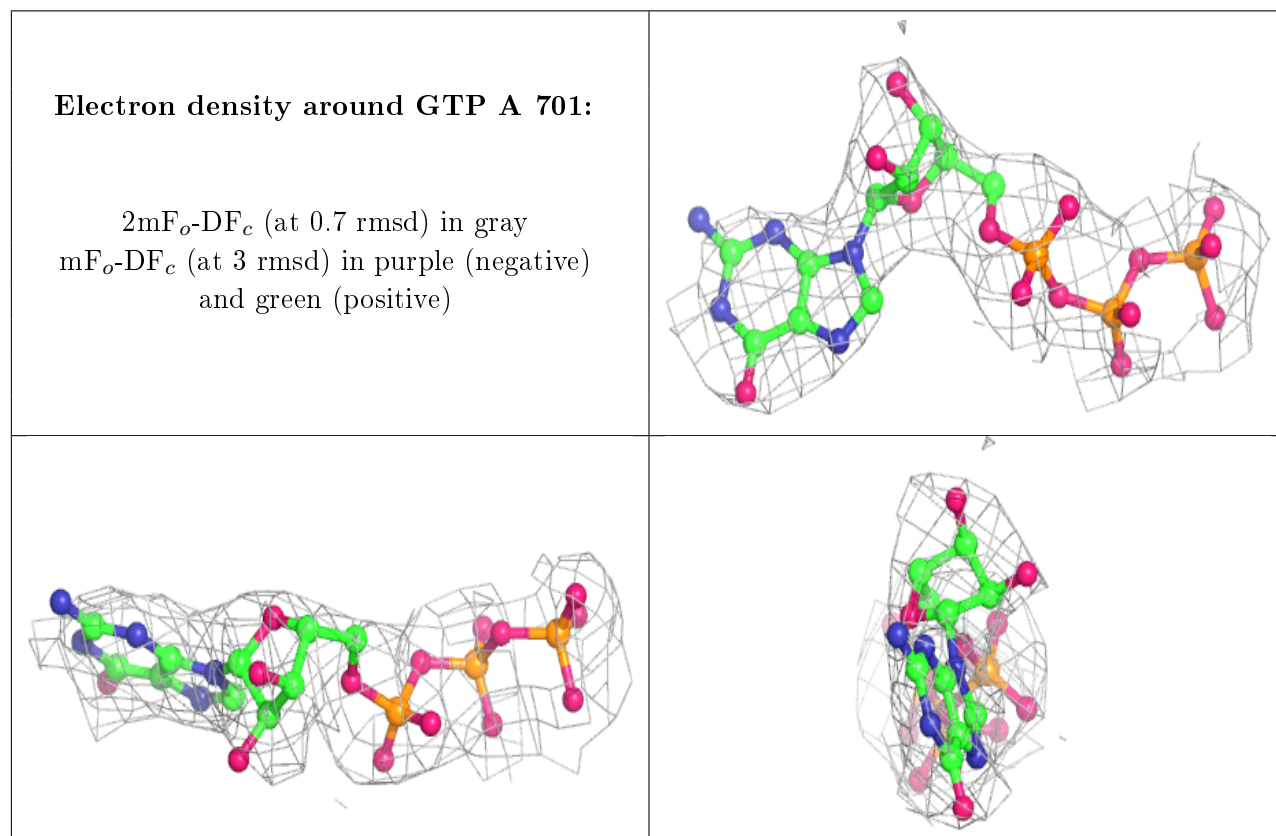 Electron density around GTP A 701:
2mFo-DFc (at 0.7 rmsd) in gray
mFo-DFc (at 3 rmsd) in purple (negative)
and green (positive)